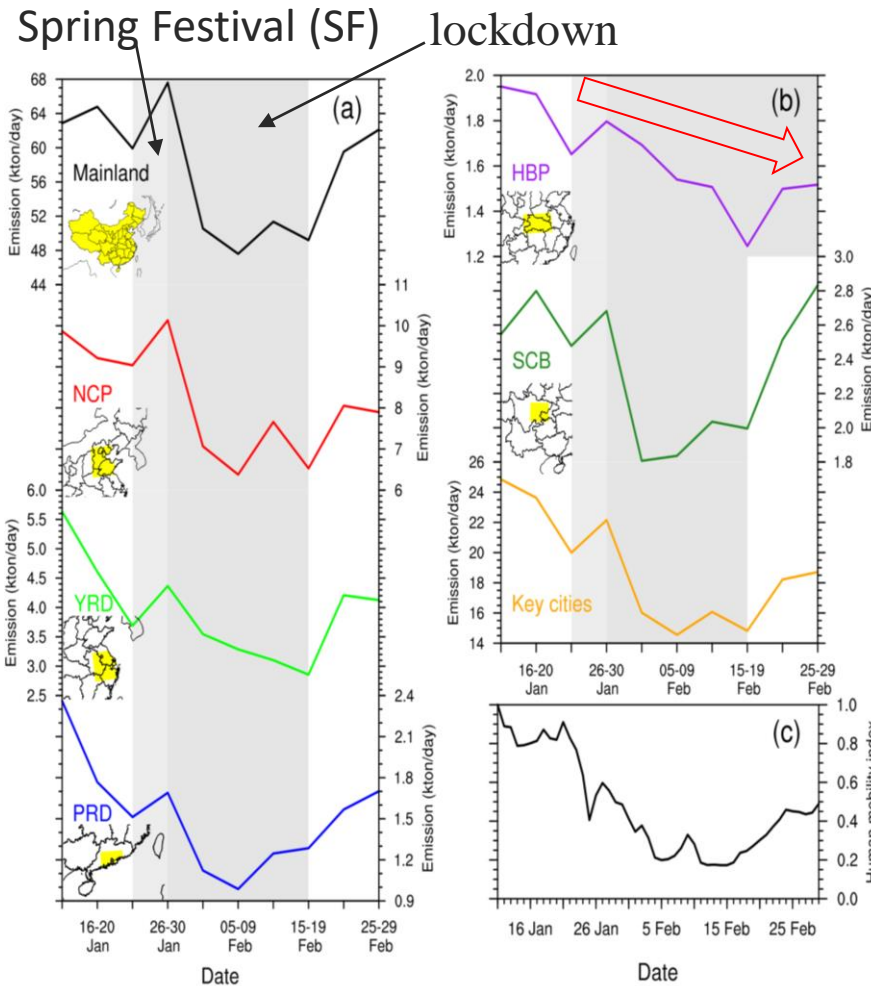 Spring Festival (SF)
lockdown
(a)
Emission (kton/day)
68
64
60
56
52
48
44
Mainland
11
10
9
8
7
6
Emission (kton/day)
NCP
6.0
5.5
5.0
4.5
4.0
3.5
3.0
2.5
Emission (kton/day)
YRD
2.4
2.1
1.8
1.5
1.2
0.9
Emission (kton/day)
PRD
16-20 26-30 05-09 15-19 25-29
Jan Jan Feb Feb Feb
Date
(b)
Emission (kton/day)
2.0
1.8
1.6
1.4
1.2
HBP
3.0
2.8
2.6
2.4
2.2
2.0
1.8
Emission (kton/day)
SCB
26
24
22
20
18
16
14
Emission (kton/day)
Key cities
16-20 26-30 05-09 15-19 25-29
Jan Jan Feb Feb Feb
(c)
1.0
0.8
0.6
0.4
0.2
0.0
Human mobility index
16 Jan 26 Jan 5 Feb 15 Feb 25 Feb
Date